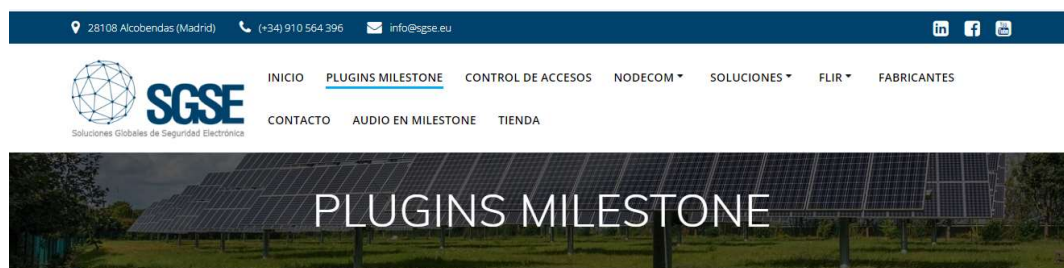 28108 Alcobendas (Madrid) (+34) 910 564 396 info@sgse.eu
INICIO PLUGINS MILESTONE CONTROL DE ACCESOS NODECOM SOLUCIONES FLIR FABRICANTES
SGSE
Soluciones Globales de Seguridad Electrónica
CONTACTO AUDIO EN MILESTONE TIENDA
PLUGINS MILESTONE